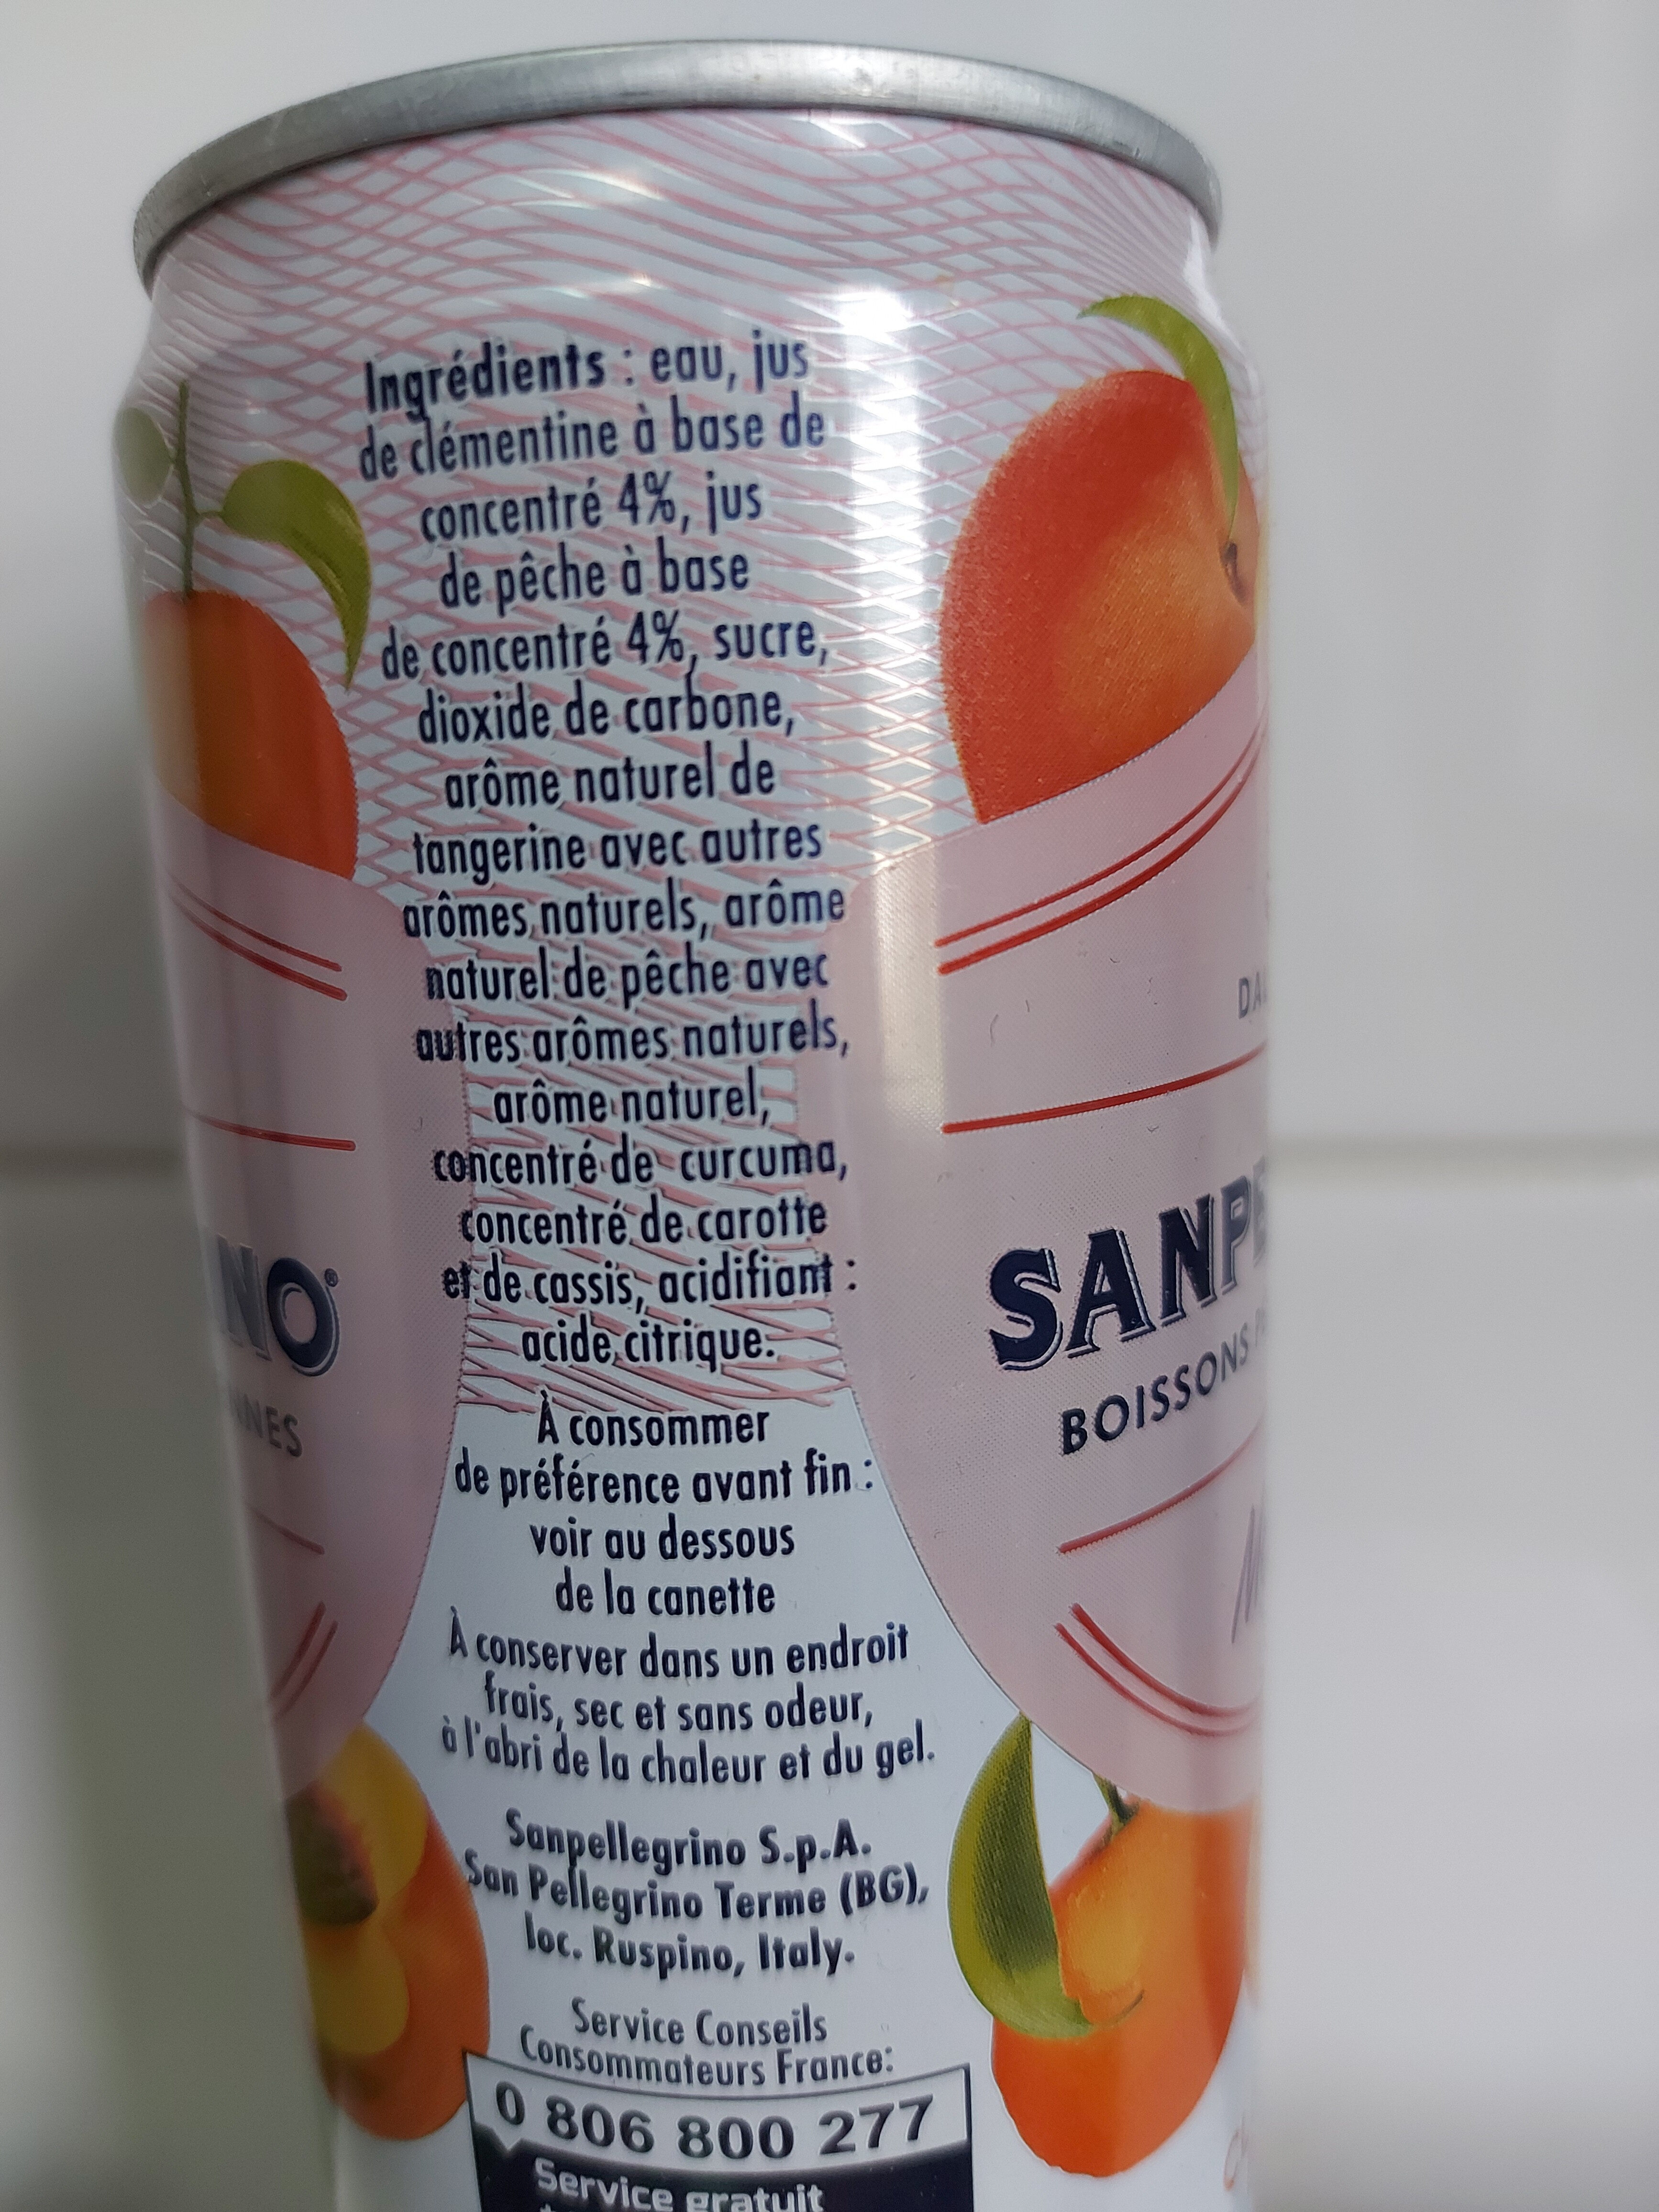 Ingrédients : eau, jus
de clémentine à base de
concentré 4%, jus
de pêche à base
de concentré 4%, sucre,
dioxide de carbone,
arôme naturel de
tangerine avec autres
arômes naturels, arôme
naturel de pêche avec
autres arômes naturels,
arôme naturel,
concentré de curcuma,
concentré de carotte
et de cassis, acidifiant :
acide citrique.
À consommer
de préférence avant fin :
voir au dessous
de la canette
À conserver dans un endroit
frais, sec et sans odeur,
à l'abri de la chaleur et du gel.
Sanpellegrino S.p.A.
San Pellegrino Terme (BG),
loc. Ruspino, Italy.
Service Conseils
Consommateurs France:
0 806 800 277
Service gratuit
NO®
NNES
SANPE
BOISSONS